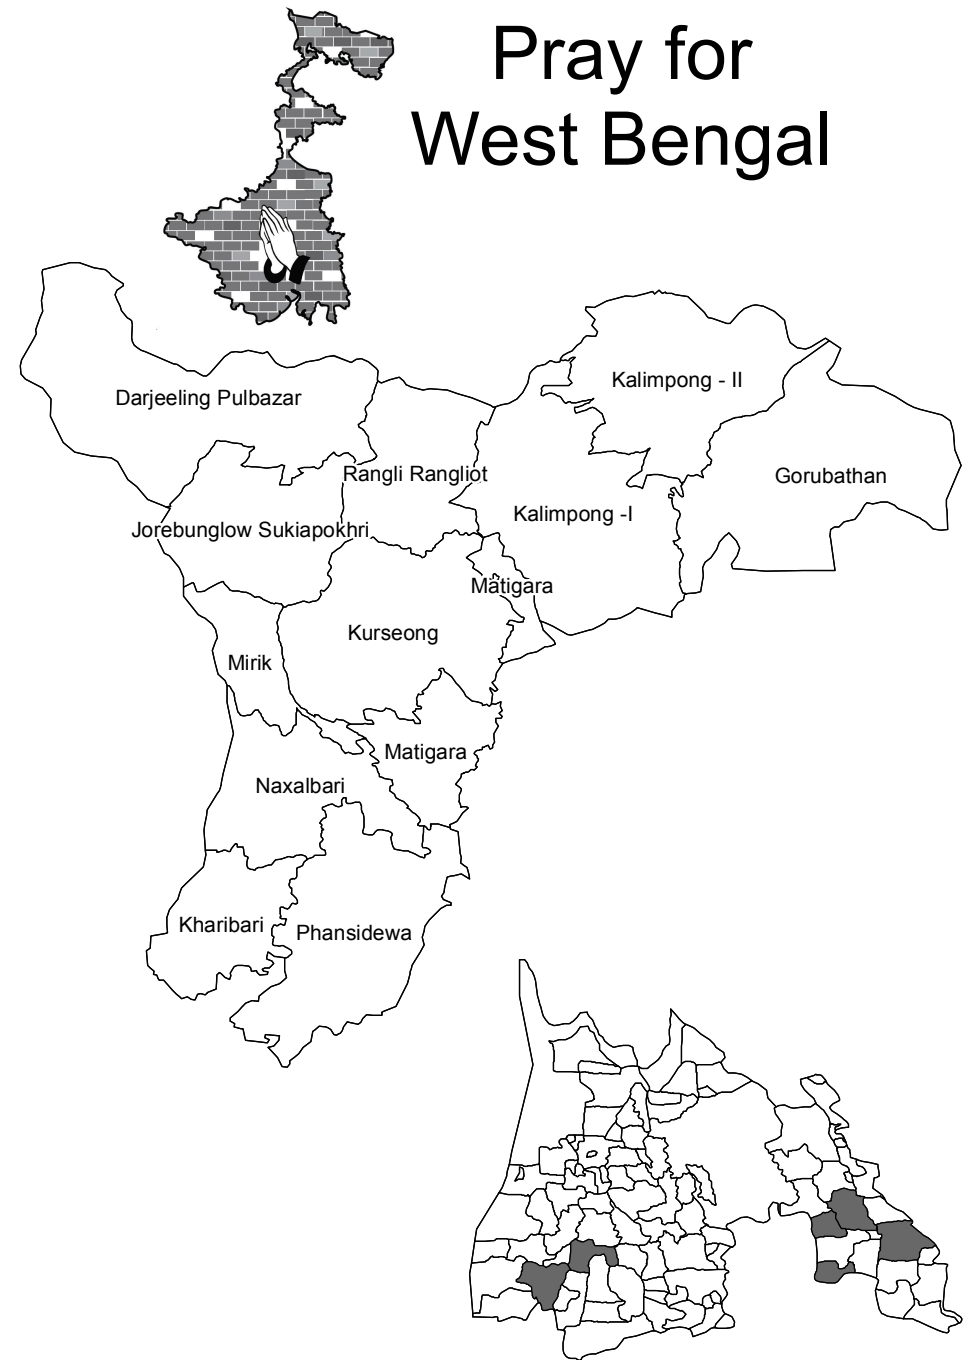 Pray for
West Bengal
Kalimpong - II
Darjeeling Pulbazar
Rangli Rangliot
Gorubathan
Kalimpong -I
Jorebunglow Sukiapokhri
Matigara
Kurseong
Mirik
Matigara
Naxalbari
Kharibari
Phansidewa